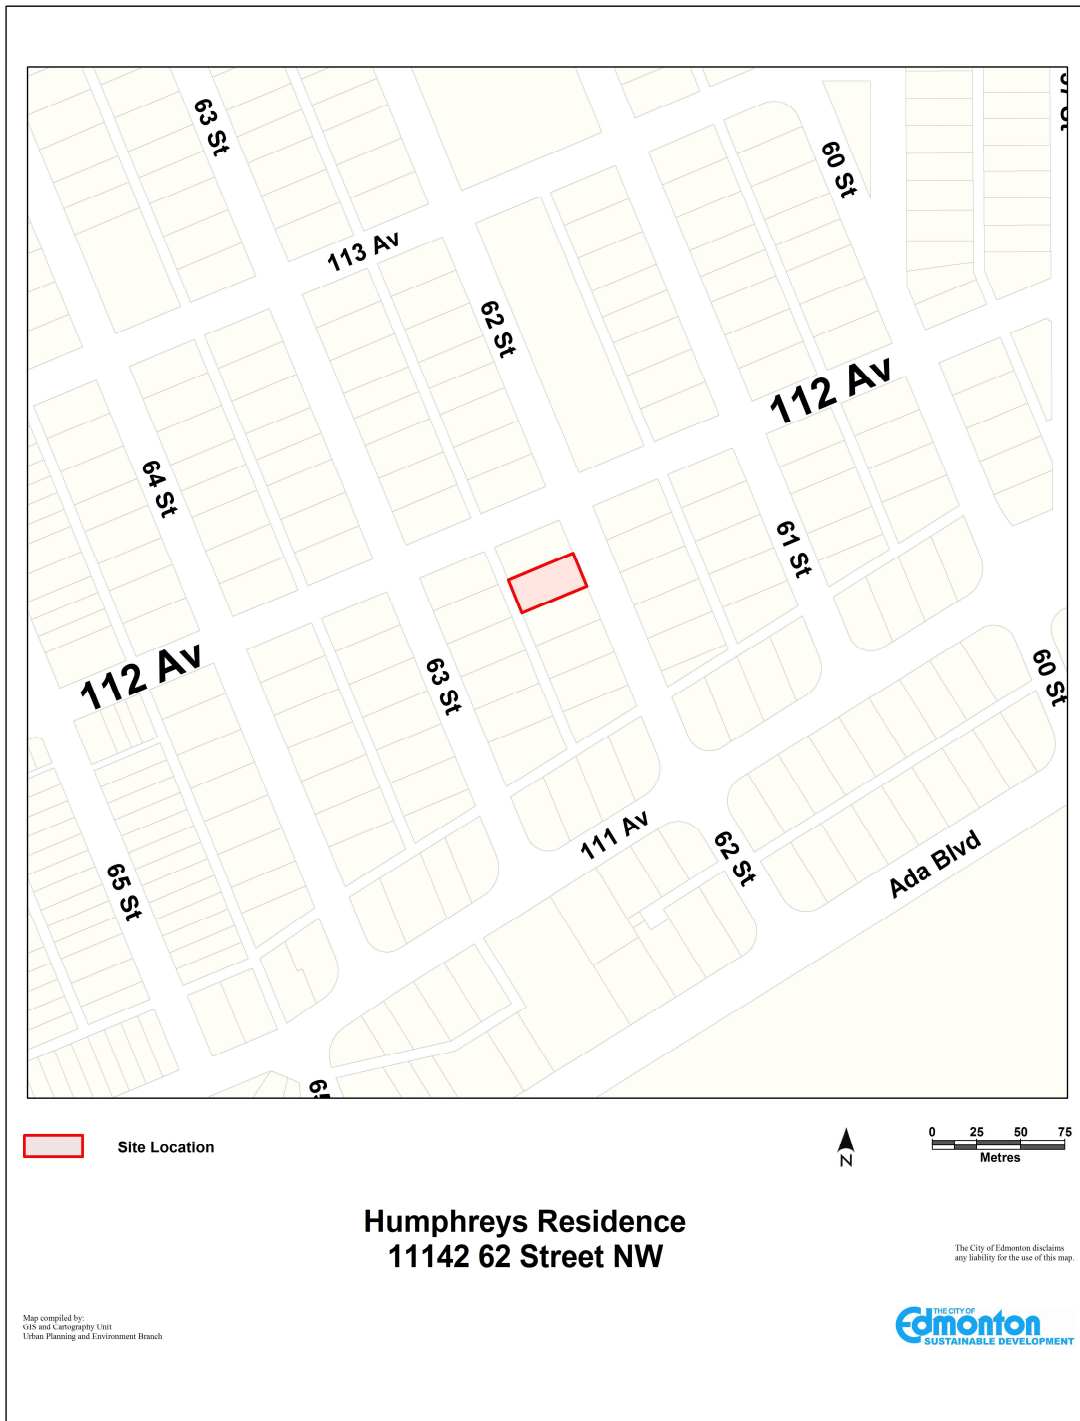 63 St
60 St
113 Av
62 St
112 Av
64 St
61 St
112 Av
63 St
60 St
111 Av
62 St
Ada Blvd
65 St
Site Location
N
0 25 50 75
Metres
Humphreys Residence
11142 62 Street NW
The City of Edmonton disclaims
any liability for the use of this map.
Map compiled by:
GIS and Cartography Unit
Urban Planning and Environment Branch
THE CITY OF
Edmonton
SUSTAINABLE DEVELOPMENT